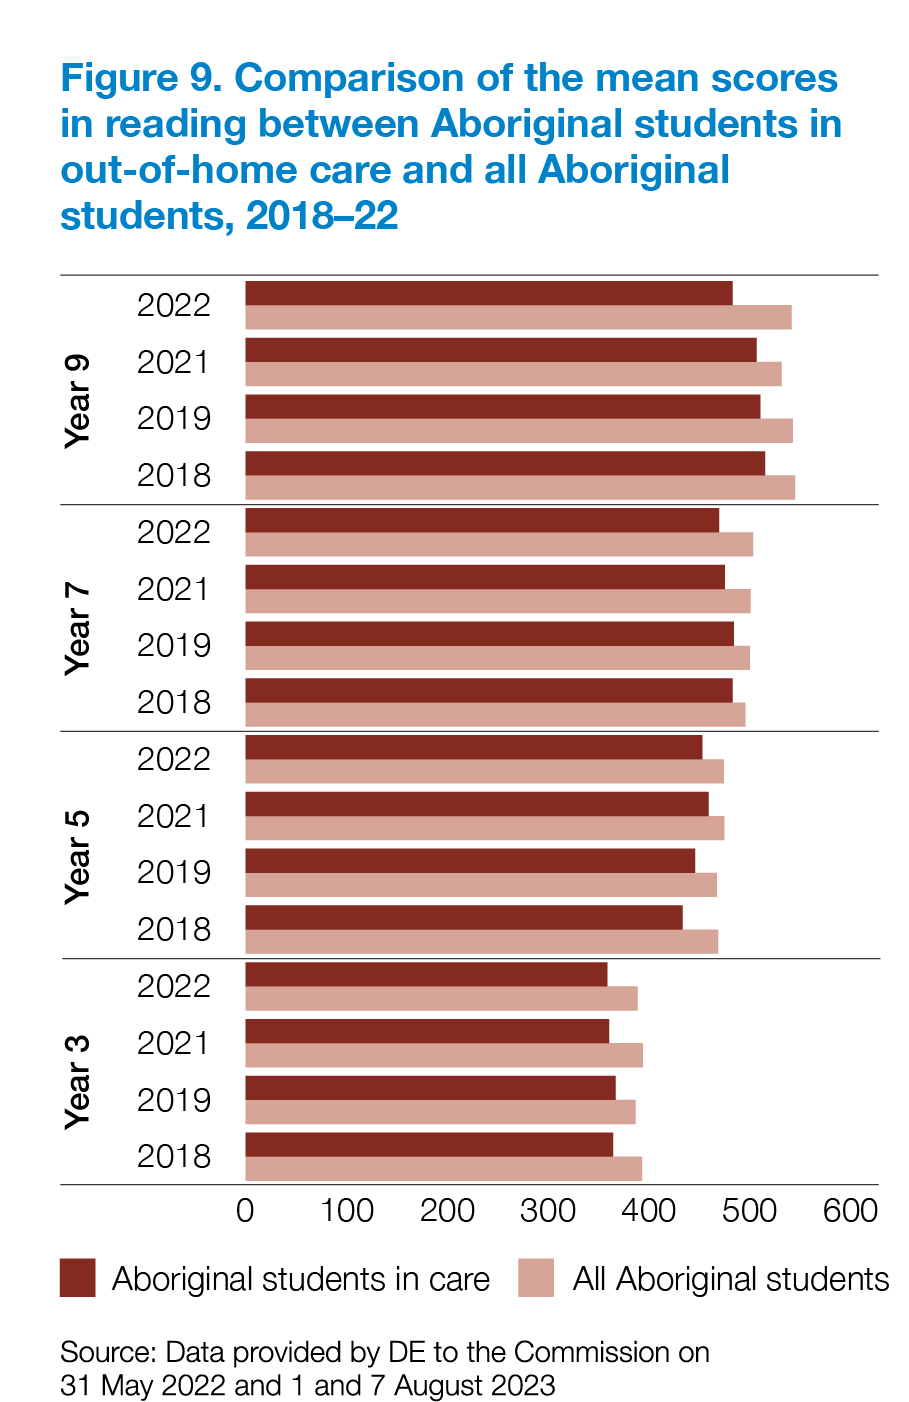 Figure 9. Comparison of the mean scores
in reading between Aboriginal students in
out-of-home care and all Aboriginal
students, 2018–22
Year 9
2022
2021
2019
2018
Year 7
2022
2021
2019
2018
Year 5
2022
2021
2019
2018
Year 3
2022
2021
2019
2018
0 100 200 300 400 500 600
Aboriginal students in care All Aboriginal students
Source: Data provided by DE to the Commission on
31 May 2022 and 1 and 7 August 2023